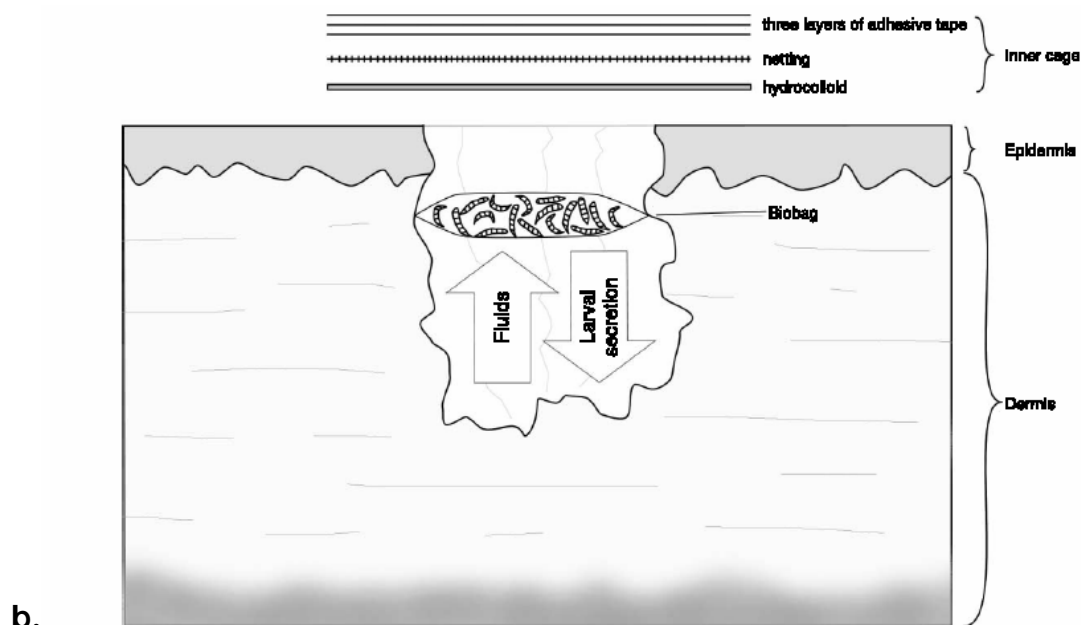 three layers of adhesive tape
netting
hydrocolloid
Inner cage
Epidermis
Biobag
Fluids
Larval
secretion
Dermis
b.